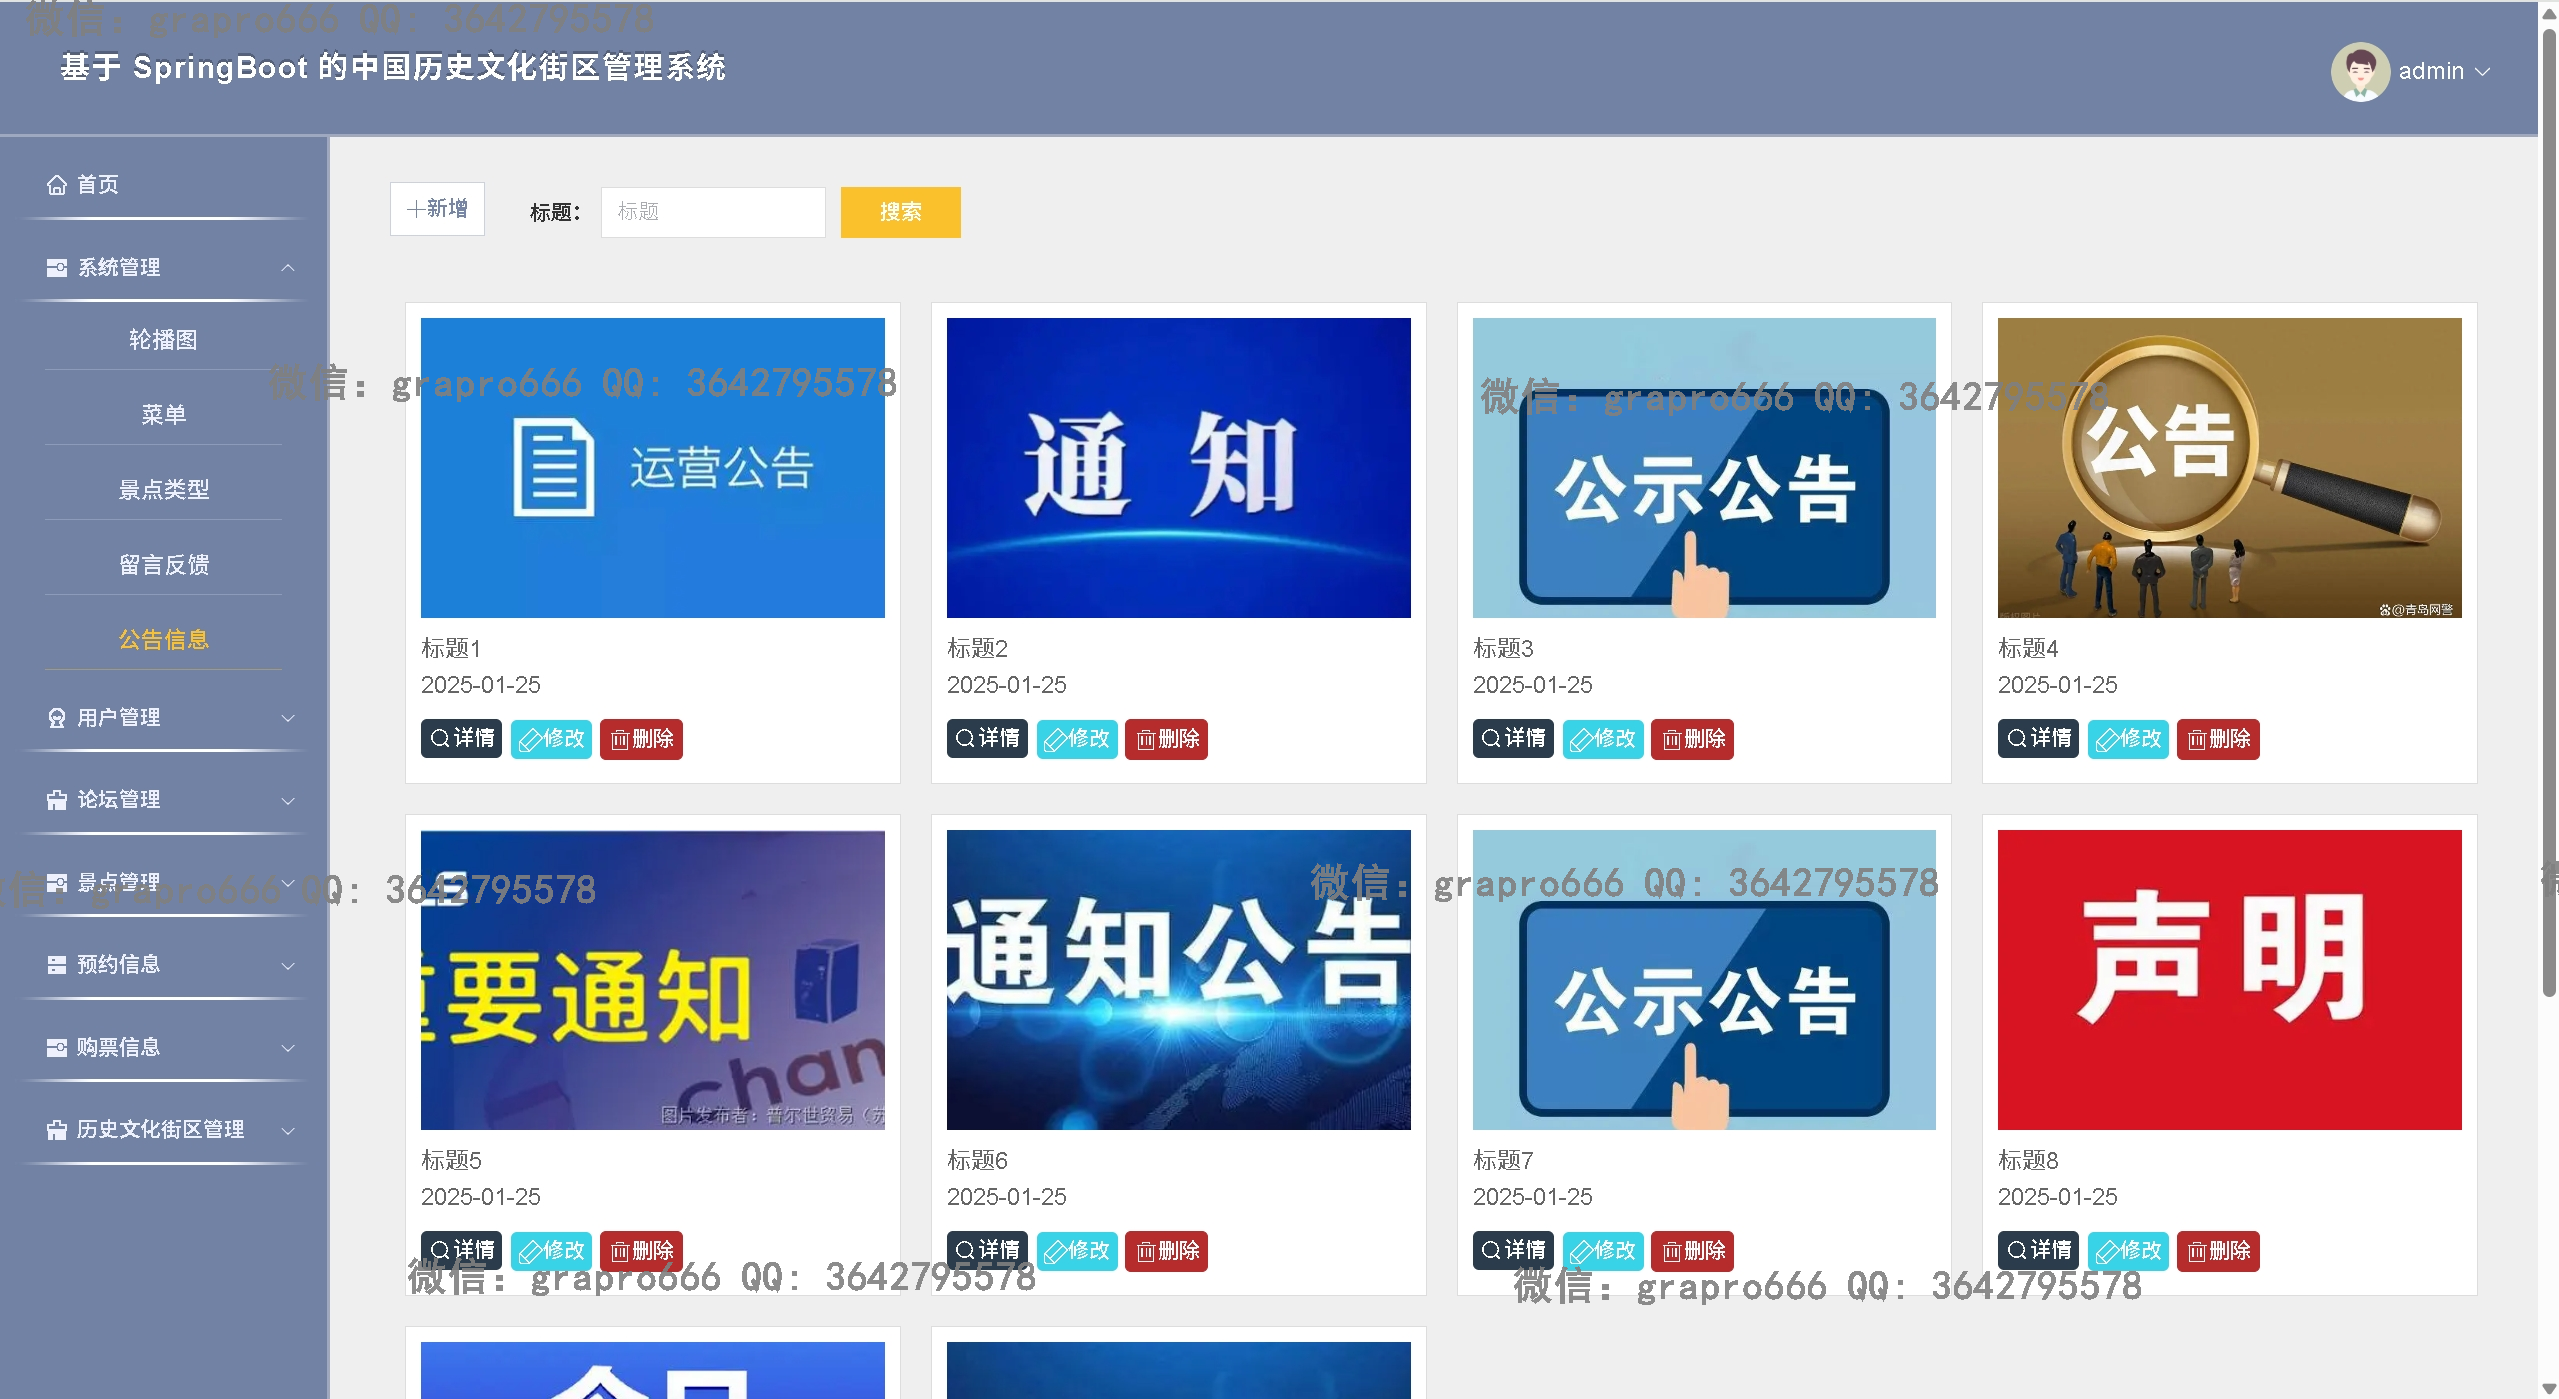 微信: grapro666 QQ: 3642795578
基于 SpringBoot 的中国历史文化街区管理系统
admin
首页
系统管理
轮播图
菜单
景点类型
留言反馈
公告信息
用户管理
论坛管理
景点管理
预约信息
购票信息
历史文化街区管理
+新增
标题:
标题
搜索
微信: grapro666 QQ: 3642795578
微信: grapro666 QQ: 3642795578
运营公告
通 知
公示公告
公告
@青岛网警
标题1
标题2
标题3
标题4
2025-01-25
2025-01-25
2025-01-25
2025-01-25
详情 修改 删除
详情 修改 删除
详情 修改 删除
详情 修改 删除
微信: grapro666 QQ: 3642795578
微信: grapro666 QQ: 3642795578
重要通知
chan
图片发布者: 普尔世贸易(苏
通知公告
公示公告
声明
标题5
标题6
标题7
标题8
2025-01-25
2025-01-25
2025-01-25
2025-01-25
详情 修改 删除
详情 修改 删除
详情 修改 删除
详情 修改 删除
微信: grapro666 QQ: 3642795578
微信: grapro666 QQ: 3642795578